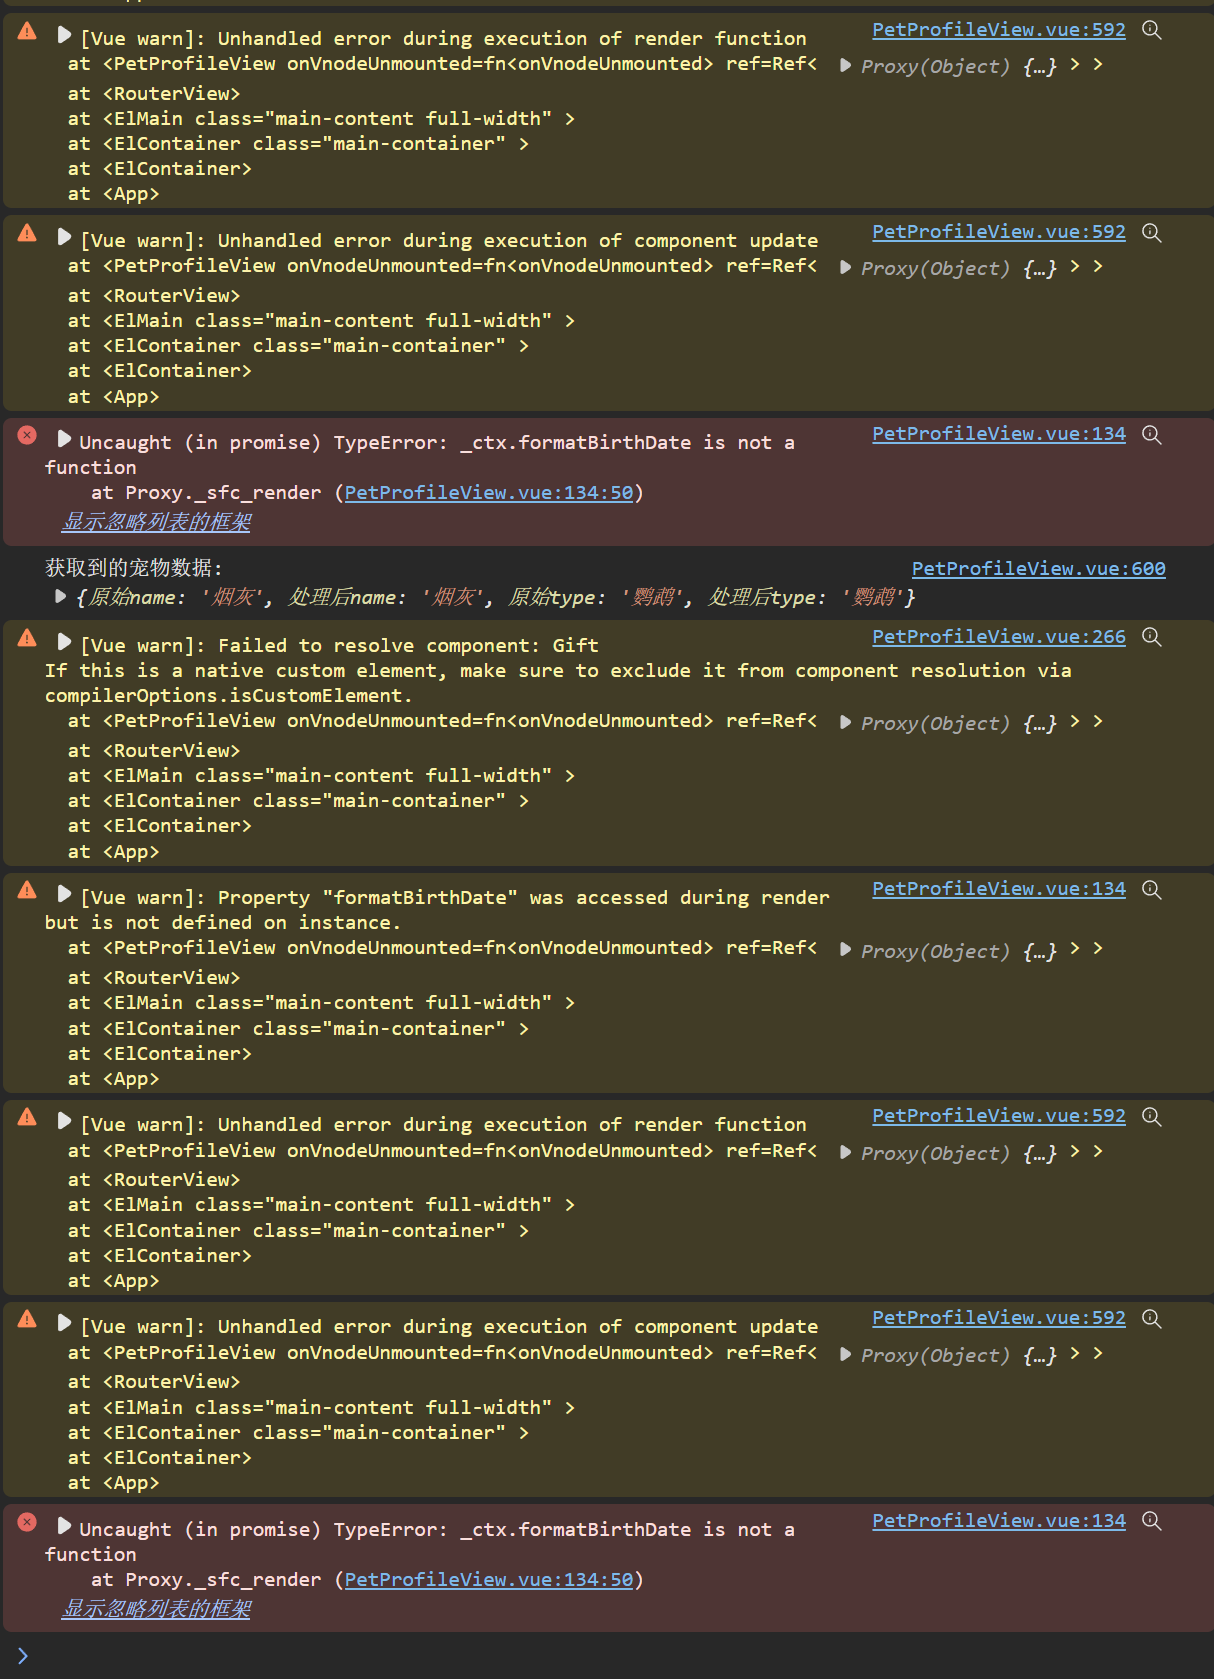 [Vue warn]: Unhandled error during execution of render function PetProfileView.vue:592
at <PetProfileView onVnodeUnmounted=fn<onVnodeUnmounted> ref=Ref< Proxy(Object) {…} > >
at <RouterView>
at <ElMain class="main-content full-width" >
at <ElContainer class="main-container" >
at <ElContainer>
at <App>
[Vue warn]: Unhandled error during execution of component update PetProfileView.vue:592
at <PetProfileView onVnodeUnmounted=fn<onVnodeUnmounted> ref=Ref< Proxy(Object) {…} > >
at <RouterView>
at <ElMain class="main-content full-width" >
at <ElContainer class="main-container" >
at <ElContainer>
at <App>
Uncaught (in promise) TypeError: _ctx.formatBirthDate is not a PetProfileView.vue:134
function
at Proxy._sfc_render (PetProfileView.vue:134:50)
显示忽略列表的框架
获取到的宠物数据: PetProfileView.vue:600
{原始name: '烟灰', 处理后name: '烟灰', 原始type: '鹦鹉', 处理后type: '鹦鹉'}
[Vue warn]: Failed to resolve component: Gift PetProfileView.vue:266
If this is a native custom element, make sure to exclude it from component resolution via
compilerOptions.isCustomElement.
at <PetProfileView onVnodeUnmounted=fn<onVnodeUnmounted> ref=Ref< Proxy(Object) {…} > >
at <RouterView>
at <ElMain class="main-content full-width" >
at <ElContainer class="main-container" >
at <ElContainer>
at <App>
[Vue warn]: Property "formatBirthDate" was accessed during render PetProfileView.vue:134
but is not defined on instance.
at <PetProfileView onVnodeUnmounted=fn<onVnodeUnmounted> ref=Ref< Proxy(Object) {…} > >
at <RouterView>
at <ElMain class="main-content full-width" >
at <ElContainer class="main-container" >
at <ElContainer>
at <App>
[Vue warn]: Unhandled error during execution of render function PetProfileView.vue:592
at <PetProfileView onVnodeUnmounted=fn<onVnodeUnmounted> ref=Ref< Proxy(Object) {…} > >
at <RouterView>
at <ElMain class="main-content full-width" >
at <ElContainer class="main-container" >
at <ElContainer>
at <App>
[Vue warn]: Unhandled error during execution of component update PetProfileView.vue:592
at <PetProfileView onVnodeUnmounted=fn<onVnodeUnmounted> ref=Ref< Proxy(Object) {…} > >
at <RouterView>
at <ElMain class="main-content full-width" >
at <ElContainer class="main-container" >
at <ElContainer>
at <App>
Uncaught (in promise) TypeError: _ctx.formatBirthDate is not a PetProfileView.vue:134
function
at Proxy._sfc_render (PetProfileView.vue:134:50)
显示忽略列表的框架